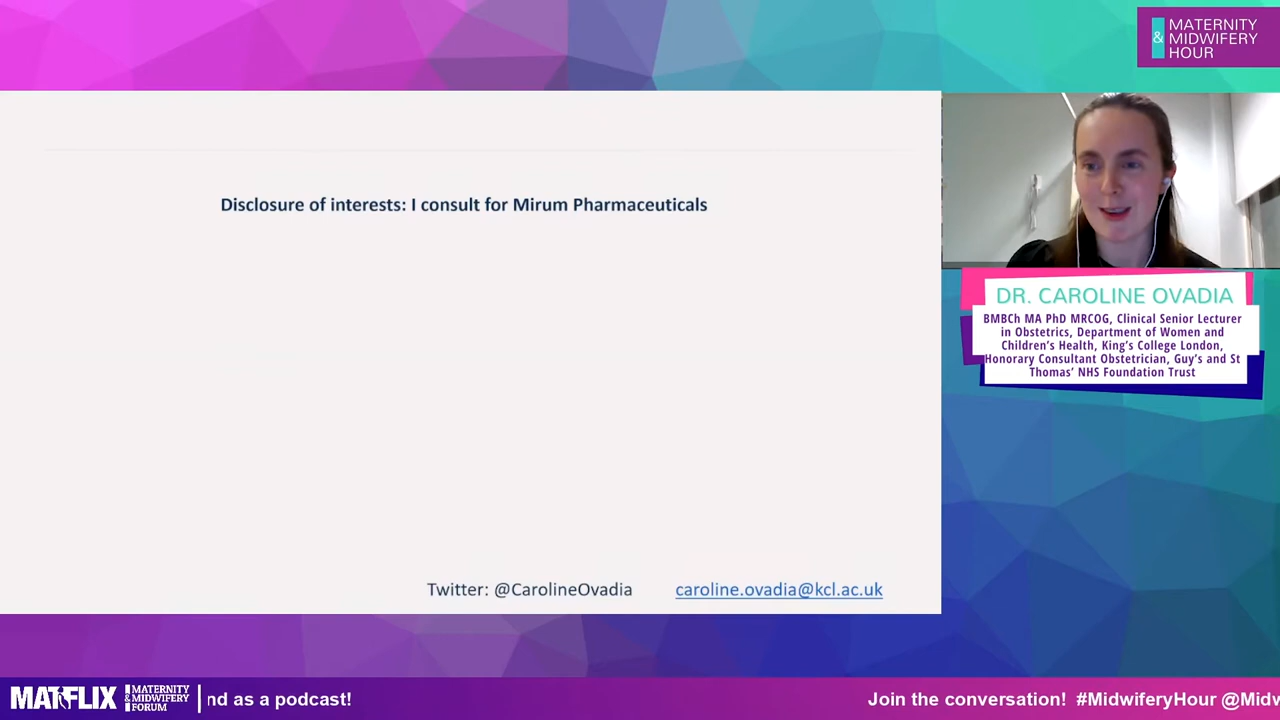 MATERNITY
& MIDWIFERY
HOUR
Disclosure of interests: I consult for Mirum Pharmaceuticals
DR. CAROLINE OVADIA
BMBCh MA PhD MRCOG, Clinical Senior Lecturer
in Obstetrics, Department of Women and
Children's Health, King's College London,
Honorary Consultant Obstetrician, Guy's and St
Thomas' NHS Foundation Trust
Twitter: @CarolineOvadia caroline.ovadia@kcl.ac.uk
MATFLIX
MATERNITY
& MIDWIFERY
FORUM
nd as a podcast!
Join the conversation! #MidwiferyHour @Midw